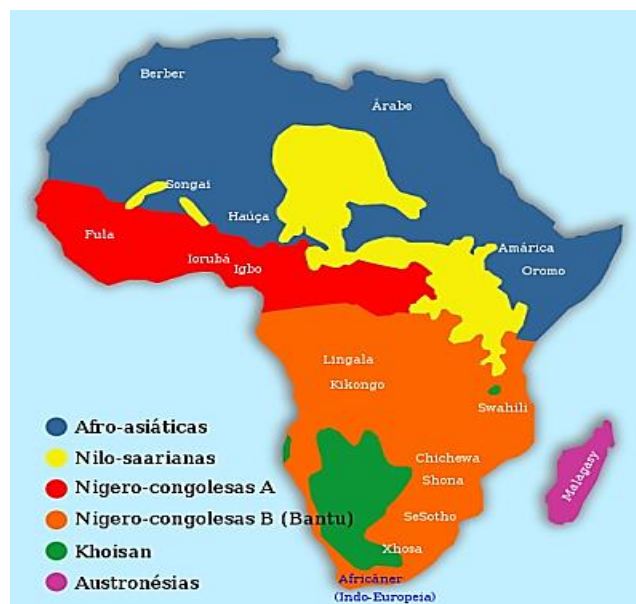 Berber
Árabe
Songai
Haúça
Fula
Iorubá
Igbo
Amárica
Oromo
Lingala
Kikongo
Swahili
Chichewa
Shona
SeSotho
Xhosa
Malagasy
Africâner
(Indo-Europeia)
Afro-asiáticas
Nilo-saarianas
Nigero-congolesas A
Nigero-congolesas B (Bantu)
Khoisan
Austronésias